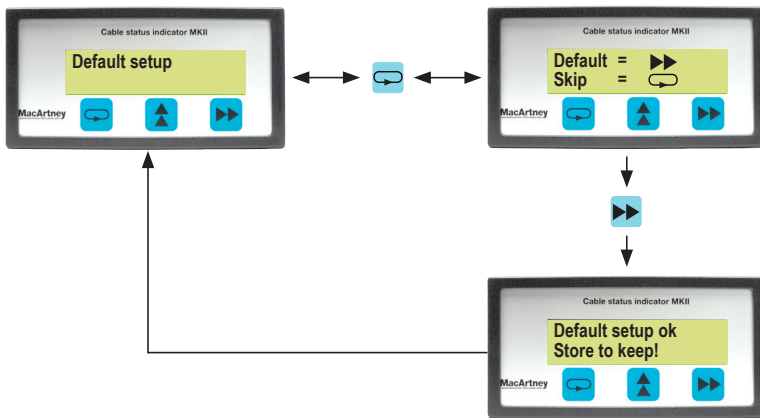 Cable status indicator MKII
Default setup
MacArtney
Cable status indicator MKII
Default =
Skip =
MacArtney
Cable status indicator MKII
Default setup ok
Store to keep!
MacArtney